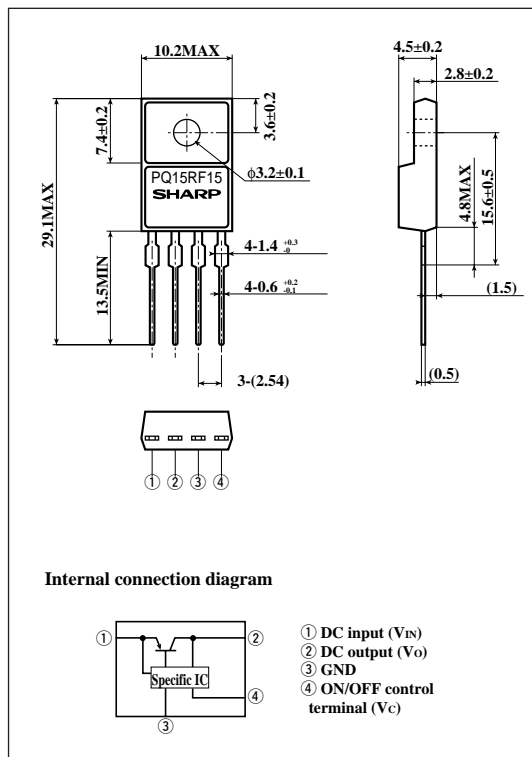 10.2MAX
4.5±0.2
2.8±0.2
7.4±0.2
3.6±0.2
29.1MAX
PQ15RF15
SHARP
φ3.2±0.1
4.8MAX
15.6±0.5
13.5MIN
4-1.4 +0.3 -0
4-0.6 +0.2 -0.1
(1.5)
3-(2.54)
(0.5)
① ② ③ ④
Internal connection diagram
① ②
Specific IC
④
③
① DC input (VIN)
② DC output (VO)
③ GND
④ ON/OFF control
terminal (VC)